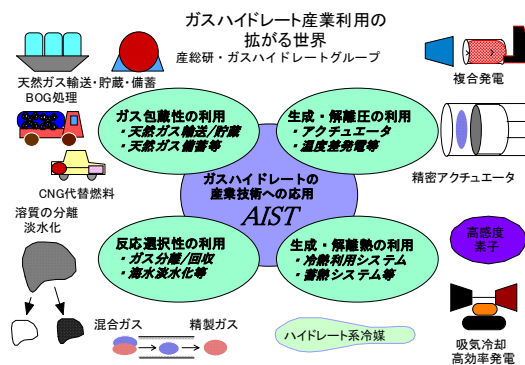 ガスハイドレート産業利用の
拡がる世界
産総研・ガスハイドレートグループ
天然ガス輸送・貯蔵・備蓄
BOG処理
複合発電
ガス包蔵性の利用
・天然ガス輸送/貯蔵
・天然ガス備蓄等
生成・解離圧の利用
・アクチュエータ
・温度差発電等
CNG代替燃料
精密アクチュエータ
ガスハイドレートの
産業技術への応用
AIST
溶質の分離
淡水化
反応選択性の利用
・ガス分離/回収
・海水淡水化等
生成・解離熱の利用
・冷熱利用システム
・蓄熱システム等
高感度
素子
混合ガス
精製ガス
ハイドレート系冷媒
吸気冷却
高効率発電